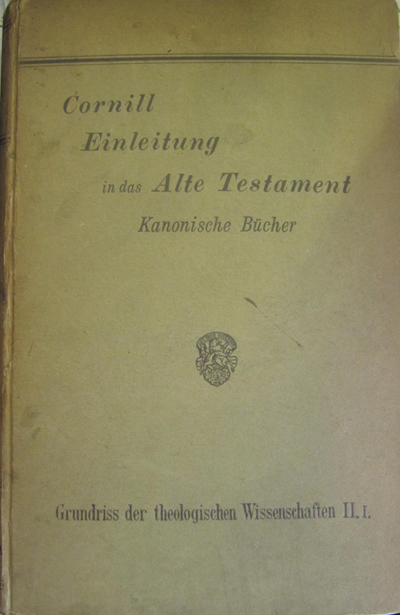 Cornill
Einleitung
in das Alte Testament
Kanonische Bücher
Grundriss der theologischen Wissenschaften II. I.